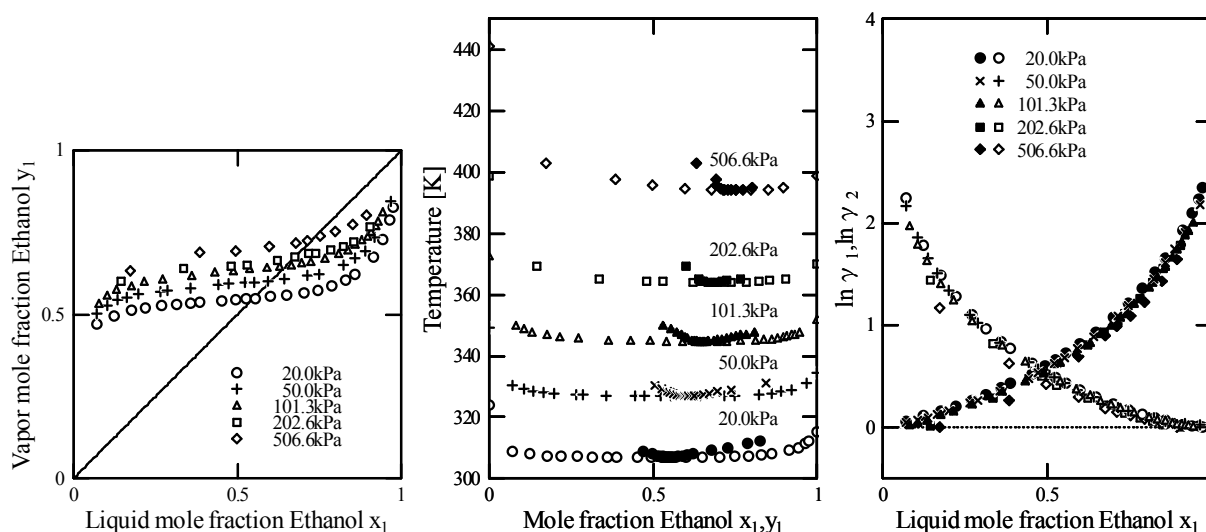 1
0.5
0
0
0.5
1
Vapor mole fraction Ethanol y1
Liquid mole fraction Ethanol x1
20.0kPa
50.0kPa
101.3kPa
202.6kPa
506.6kPa
440
420
400
380
360
340
320
300
0
0.5
1
Temperature [K]
Mole fraction Ethanol x1,y1
506.6kPa
202.6kPa
101.3kPa
50.0kPa
20.0kPa
4
3
2
1
0
0
0.5
ln γ 1,ln γ 2
Liquid mole fraction Ethanol x1
20.0kPa
50.0kPa
101.3kPa
202.6kPa
506.6kPa